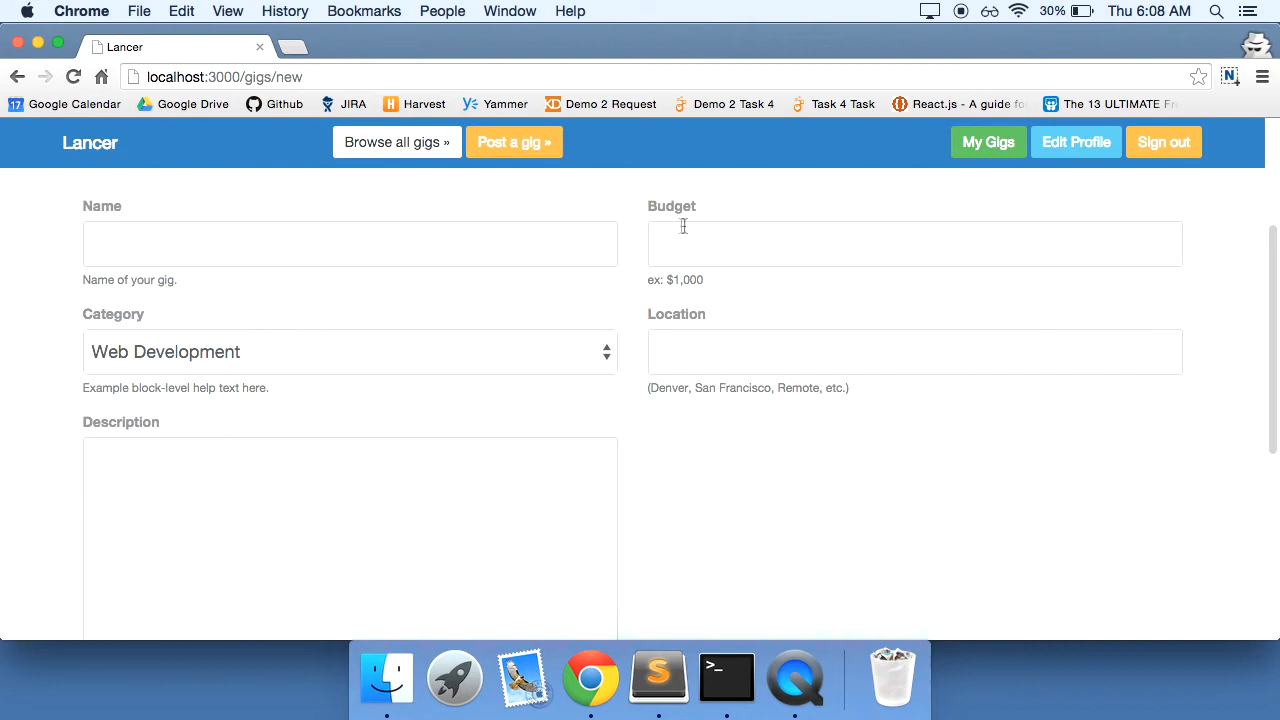 Chrome File Edit View History Bookmarks People Window Help 30% Thu 6:08 AM
Lancer
localhost:3000/gigs/new
17 Google Calendar Google Drive Github JIRA Harvest Yammer Demo 2 Request Demo 2 Task 4 Task 4 Task React.js - A guide fo The 13 ULTIMATE Fr
Lancer Browse all gigs » Post a gig » My Gigs Edit Profile Sign out
Name Budget
Name of your gig. ex: $1,000
Category Location
Web Development
Example block-level help text here. (Denver, San Francisco, Remote, etc.)
Description